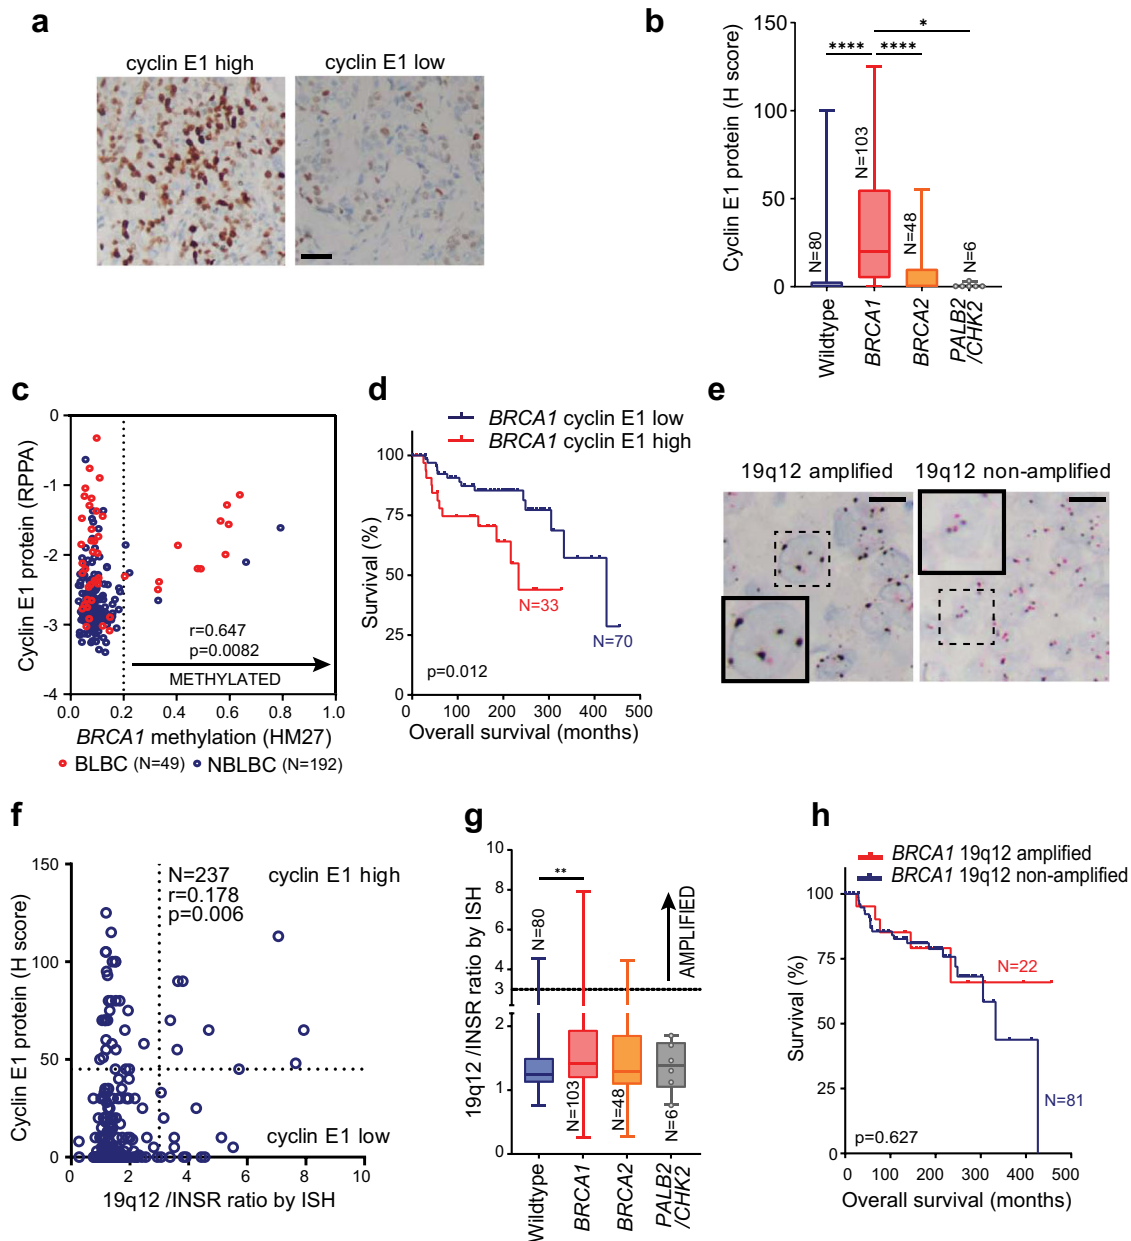 a
cyclin E1 high
cyclin E1 low
b
Cyclin E1 protein (H score)
150
100
50
0
****
****
*
N=80
N=103
N=48
N=6
Wildtype
BRCA1
BRCA2
PALB2
/CHK2
c
Cyclin E1 protein (RPPA)
0
-1
-2
-3
-4
r=0.647
p=0.0082
METHYLATED
0.0
0.2
0.4
0.6
0.8
1.0
BRCA1 methylation (HM27)
BLBC (N=49)
NBLBC (N=192)
d
BRCA1 cyclin E1 low
BRCA1 cyclin E1 high
Survival (%)
100
75
50
25
0
N=33
N=70
p=0.012
0
100
200
300
400
500
Overall survival (months)
e
19q12 amplified
19q12 non-amplified
f
Cyclin E1 protein (H score)
150
100
50
0
N=237
r=0.178
p=0.006
cyclin E1 high
cyclin E1 low
0
2
4
6
8
10
19q12 /INSR ratio by ISH
g
19q12 /INSR ratio by ISH
10
8
6
4
3
2
1
0
**
AMPLIFIED
N=80
N=103
N=48
N=6
Wildtype
BRCA1
BRCA2
PALB2
/CHK2
h
BRCA1 19q12 amplified
BRCA1 19q12 non-amplified
Survival (%)
100
75
50
25
0
N=22
N=81
p=0.627
0
100
200
300
400
500
Overall survival (months)